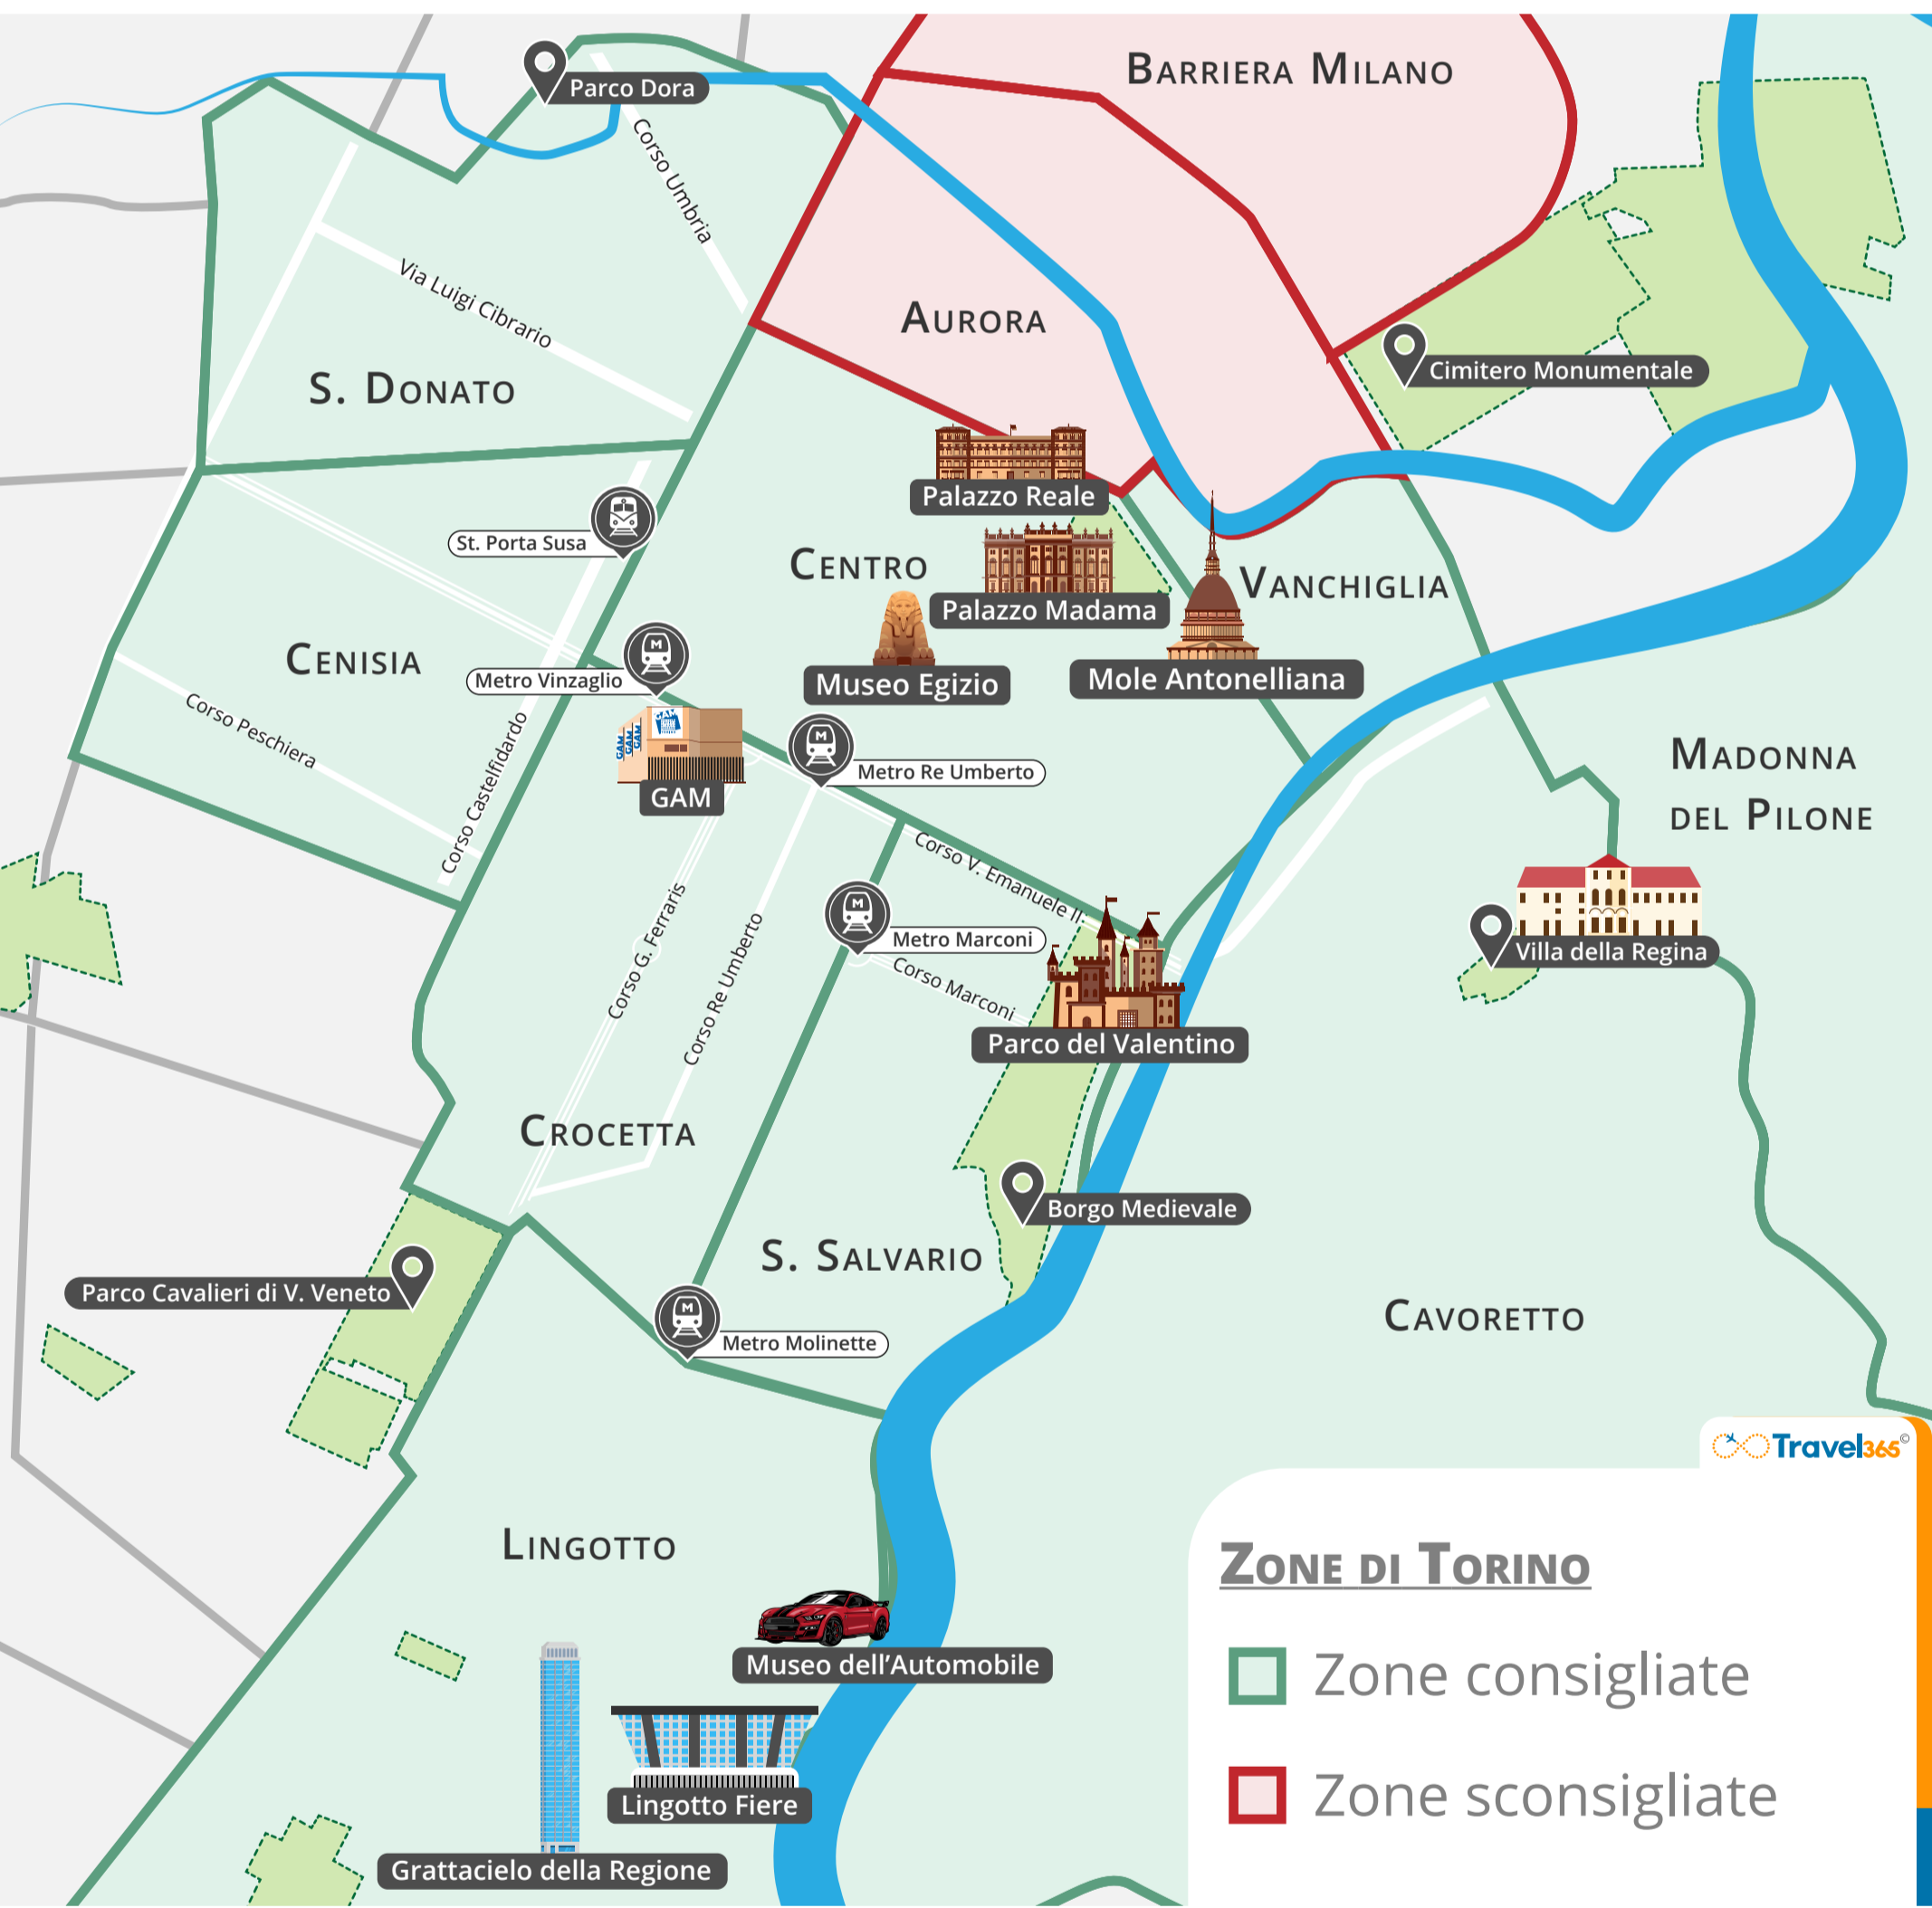 Barriera Milano
Parco Dora
Corso Umbria
Via Luigi Cibrario
Aurora
Cimitero Monumentale
S. Donato
Palazzo Reale
St. Porta Susa
Centro
Vanchiglia
Palazzo Madama
Cenisia
Metro Vinzaglio
Museo Egizio
Mole Antonelliana
Corso Peschiera
Corso Castelfidardo
GAM
GAM
GAM
GAM
GAM
Metro Re Umberto
Madonna
del Pilone
Corso V. Emanuele II
Corso G. Ferraris
Corso Re Umberto
M
M
M
M
Metro Marconi
Corso Marconi
Villa della Regina
Parco del Valentino
Crocetta
Borgo Medievale
S. Salvario
Parco Cavalieri di V. Veneto
Metro Molinette
Cavoretto
Travel365©
Lingotto
Zone di Torino
Museo dell'Automobile
Zone consigliate
Lingotto Fiere
Zone sconsigliate
Grattacielo della Regione